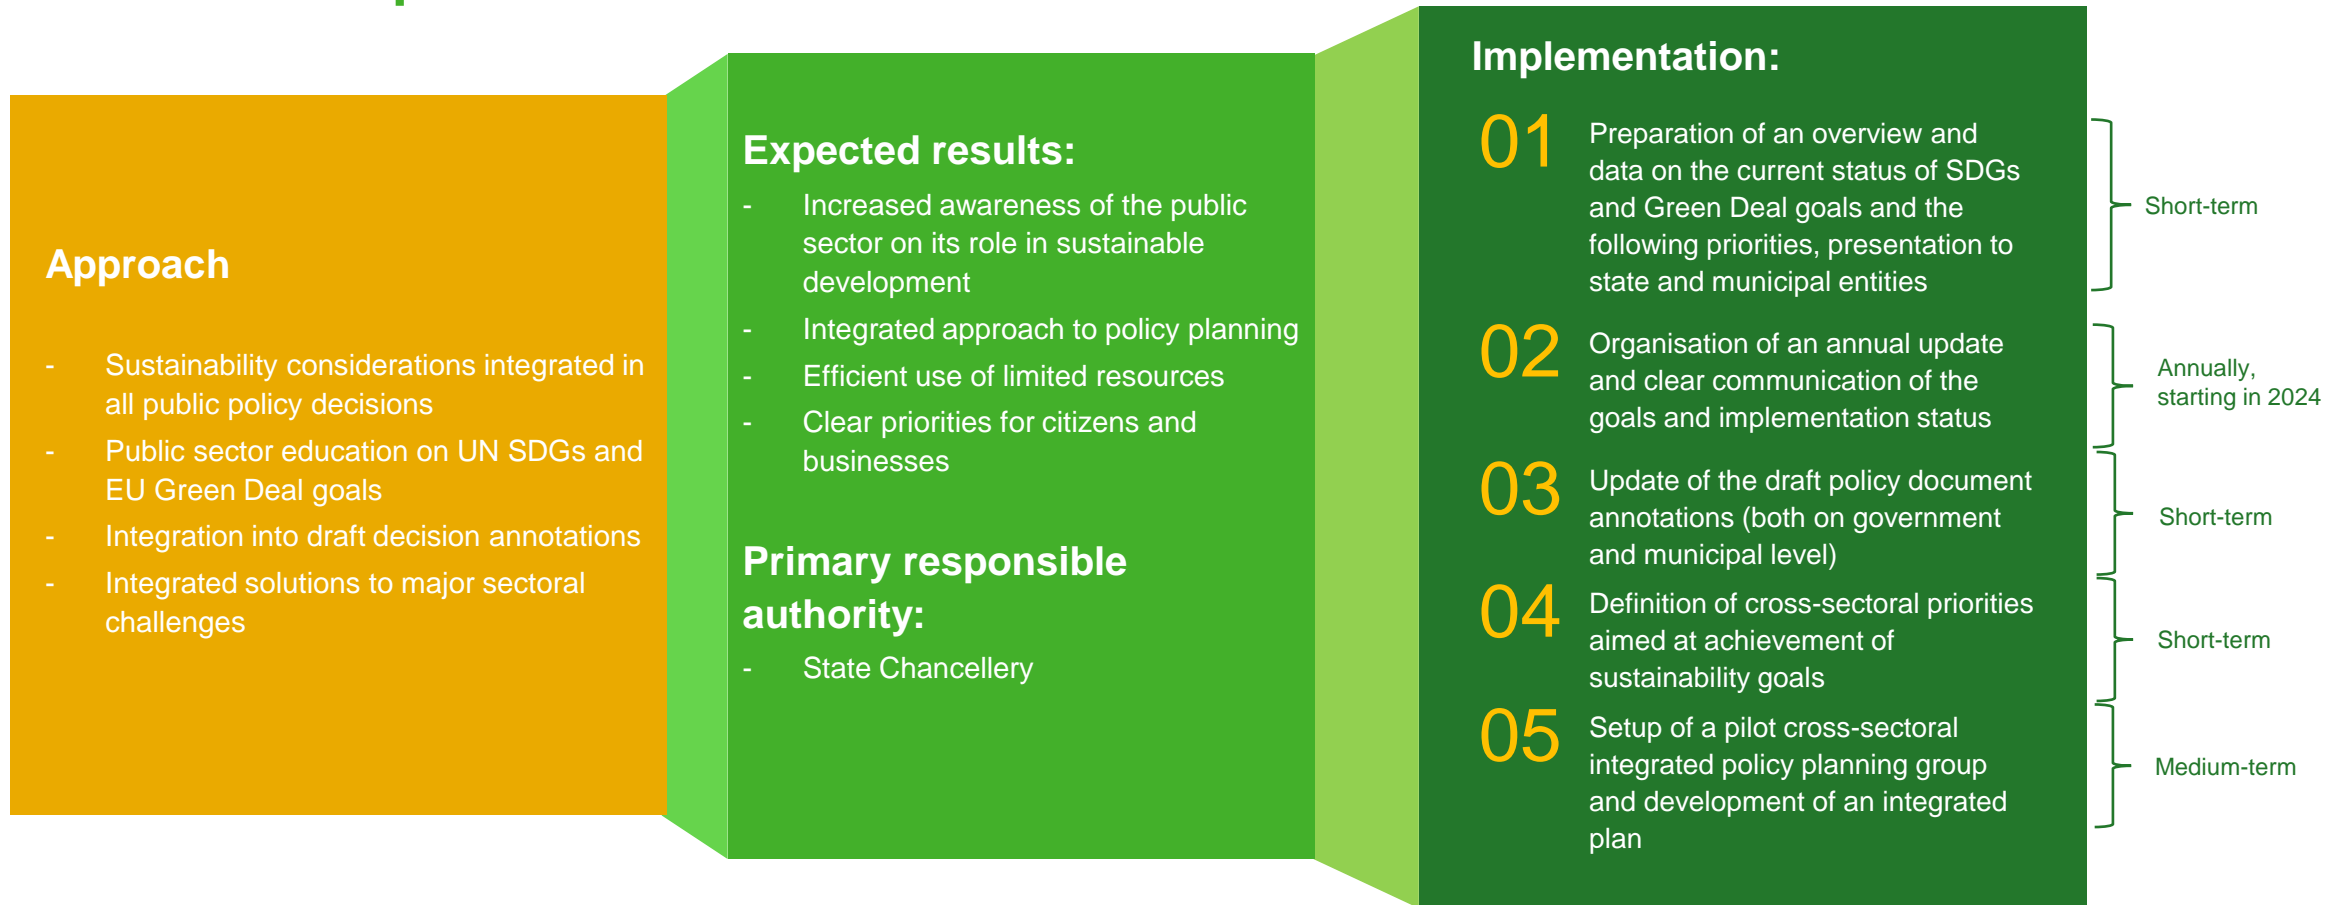 Approach
- Sustainability considerations integrated in
all public policy decisions
- Public sector education on UN SDGs and
EU Green Deal goals
- Integration into draft decision annotations
- Integrated solutions to major sectoral
challenges
Expected results:
- Increased awareness of the public
sector on its role in sustainable
development
- Integrated approach to policy planning
- Efficient use of limited resources
- Clear priorities for citizens and
businesses
Primary responsible
authority:
- State Chancellery
Implementation:
01
Preparation of an overview and
data on the current status of SDGs
and Green Deal goals and the
following priorities, presentation to
state and municipal entities
Short-term
02
Organisation of an annual update
and clear communication of the
goals and implementation status
Annually,
starting in 2024
03
Update of the draft policy document
annotations (both on government
and municipal level)
Short-term
04
Definition of cross-sectoral priorities
aimed at achievement of
sustainability goals
Short-term
05
Setup of a pilot cross-sectoral
integrated policy planning group
and development of an integrated
plan
Medium-term